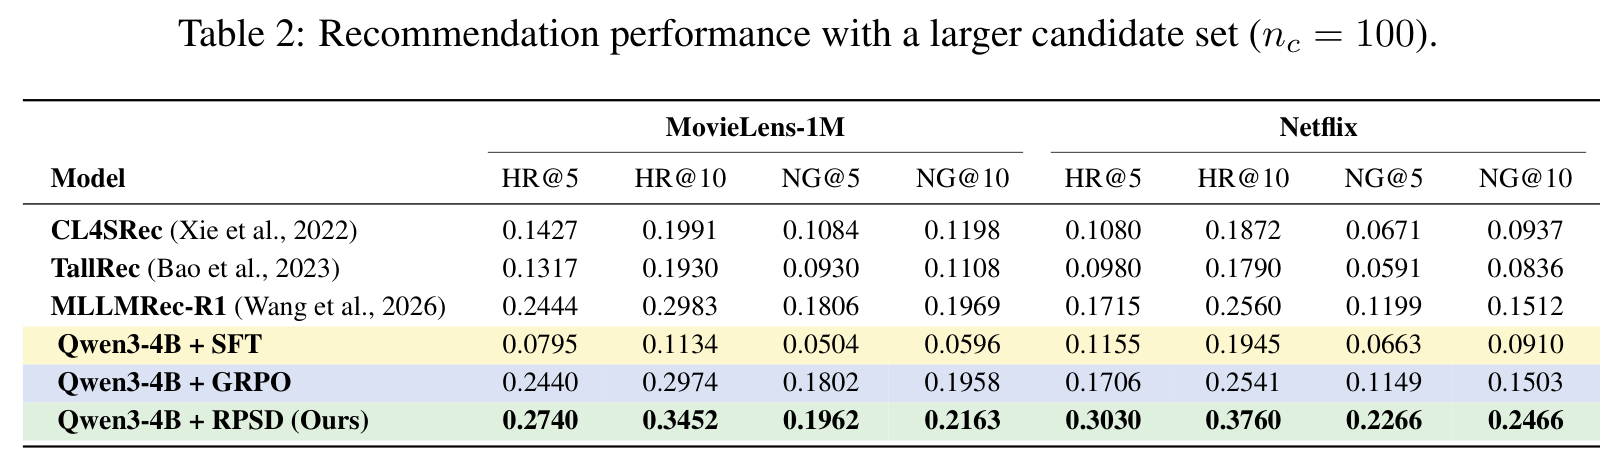 Table 2: Recommendation performance with a larger candidate set (n_c = 100).
MovieLens-1M Netflix
Model HR@5 HR@10 NG@5 NG@10 HR@5 HR@10 NG@5 NG@10
CL4SRec (Xie et al., 2022) 0.1427 0.1991 0.1084 0.1198 0.1080 0.1872 0.0671 0.0937
TallRec (Bao et al., 2023) 0.1317 0.1930 0.0930 0.1108 0.0980 0.1790 0.0591 0.0836
MLLMRec-R1 (Wang et al., 2026) 0.2444 0.2983 0.1806 0.1969 0.1715 0.2560 0.1199 0.1512
Qwen3-4B + SFT 0.0795 0.1134 0.0504 0.0596 0.1155 0.1945 0.0663 0.0910
Qwen3-4B + GRPO 0.2440 0.2974 0.1802 0.1958 0.1706 0.2541 0.1149 0.1503
Qwen3-4B + RPSD (Ours) 0.2740 0.3452 0.1962 0.2163 0.3030 0.3760 0.2266 0.2466